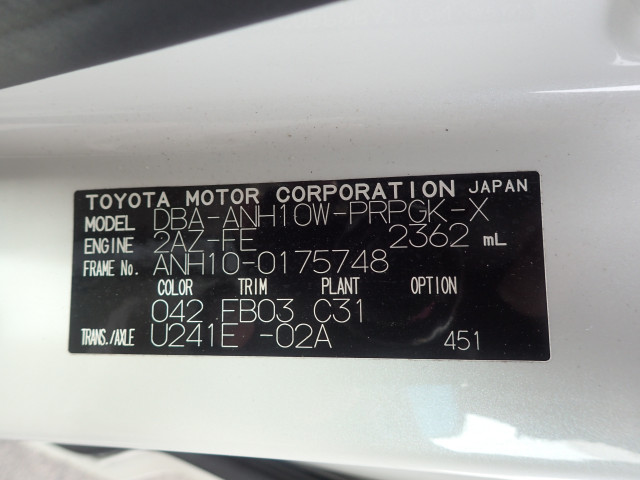 TOYOTA MOTOR CORPORATION JAPAN
MODEL DBA-ANH10W-PRPGK-X
ENGINE 2AZ-FE 2362 mL
FRAME No. ANH10-0175748
COLOR TRIM PLANT OPTION
042 FB03 C31
TRANS./AXLE U241E -02A 451